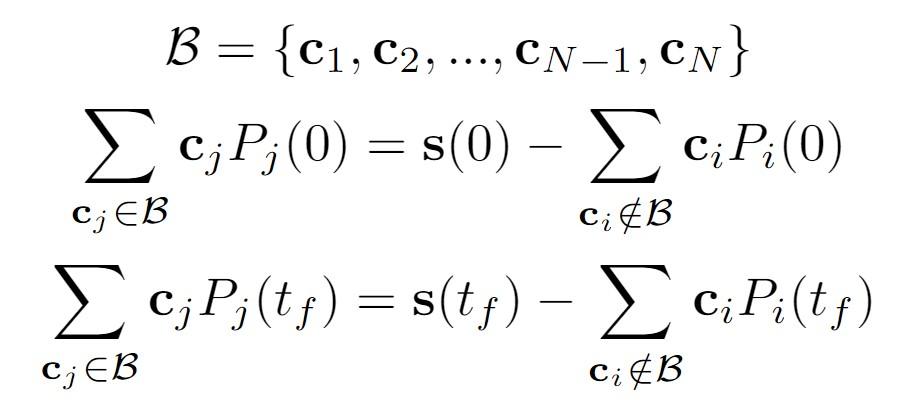 ℬ = {𝐜₁, 𝐜₂, ..., 𝐜_{N−1}, 𝐜_N}
∑_{𝐜_j∈ℬ} 𝐜_j P_j(0) = 𝐬(0) − ∑_{𝐜_i∉ℬ} 𝐜_i P_i(0)
∑_{𝐜_j∈ℬ} 𝐜_j P_j(t_f) = 𝐬(t_f) − ∑_{𝐜_i∉ℬ} 𝐜_i P_i(t_f)